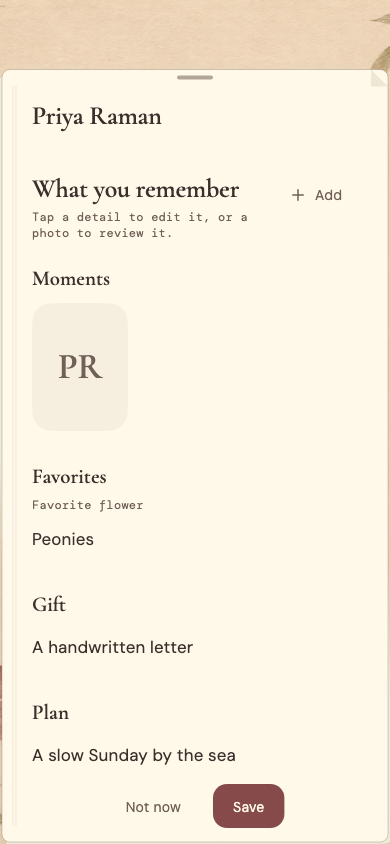 Priya Raman
What you remember
+ Add
Tap a detail to edit it, or a
photo to review it.
Moments
PR
Favorites
Favorite flower
Peonies
Gift
A handwritten letter
Plan
A slow Sunday by the sea
Not now
Save